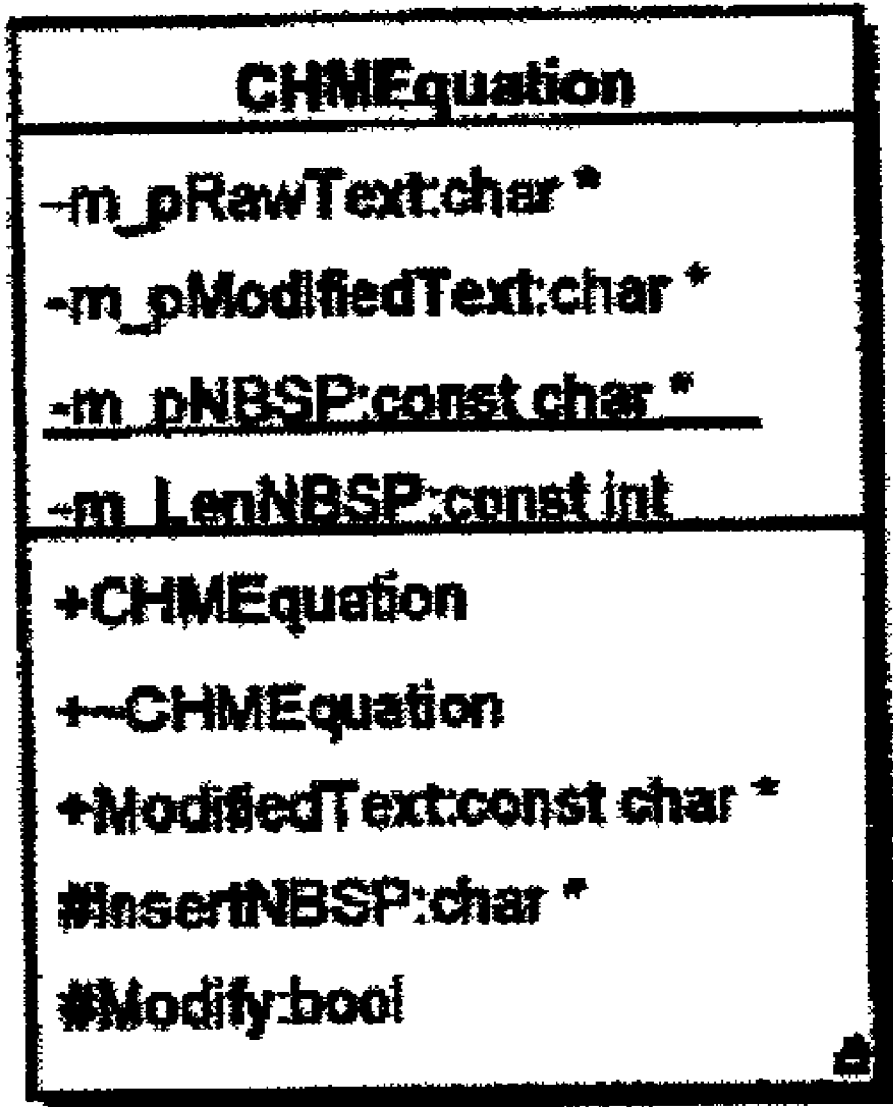 CHMEquation
-m_pRawText:char *
-m_pModifiedText:char *
-m_pNBSP:const char *
-m_LenNBSP:const int
+CHMEquation
+~CHMEquation
+ModifiedText:const char *
#InsertNBSP:char *
#Modify:bool